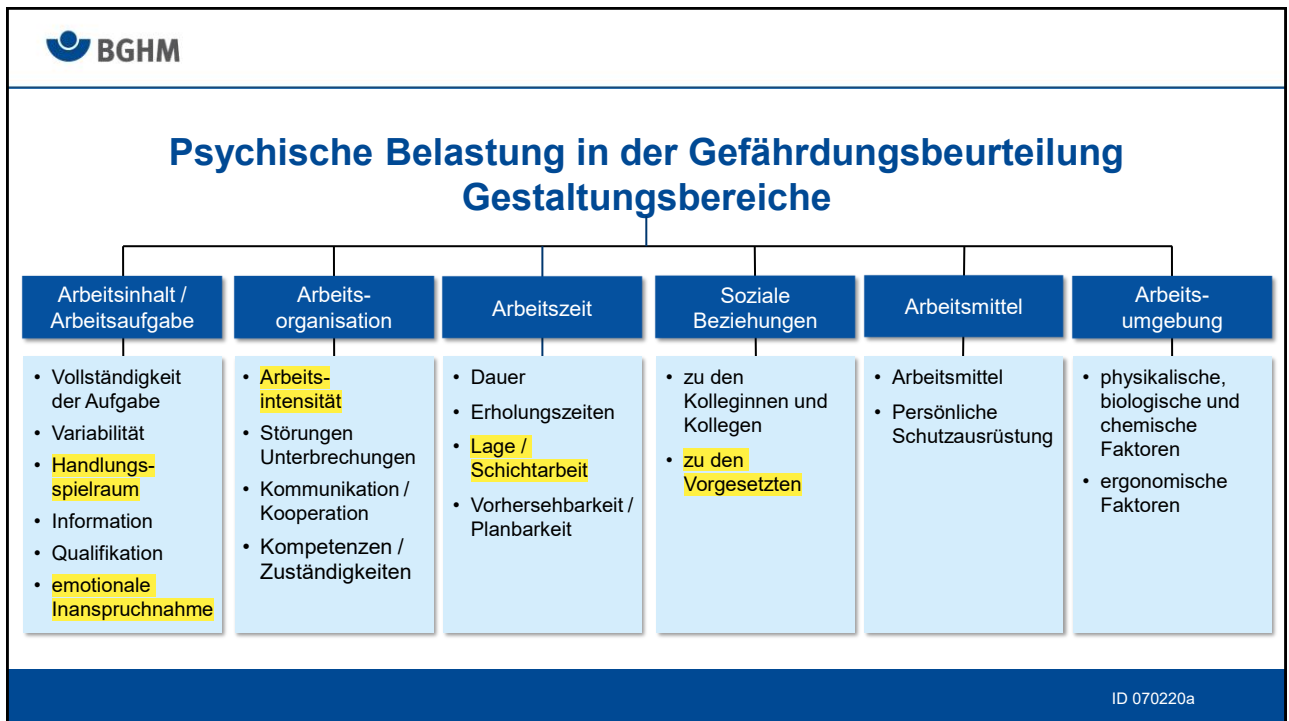 BGHM
Psychische Belastung in der Gefährdungsbeurteilung
Gestaltungsbereiche
Arbeitsinhalt /
Arbeitsaufgabe
• Vollständigkeit
der Aufgabe
• Variabilität
• Handlungs-
spielraum
• Information
• Qualifikation
• emotionale
Inanspruchnahme
Arbeits-
organisation
• Arbeits-
intensität
• Störungen
Unterbrechungen
• Kommunikation /
Kooperation
• Kompetenzen /
Zuständigkeiten
Arbeitszeit
• Dauer
• Erholungszeiten
• Lage /
Schichtarbeit
• Vorhersehbarkeit /
Planbarkeit
Soziale
Beziehungen
• zu den
Kolleginnen und
Kollegen
• zu den
Vorgesetzten
Arbeitsmittel
• Arbeitsmittel
• Persönliche
Schutzausrüstung
Arbeits-
umgebung
• physikalische,
biologische und
chemische
Faktoren
• ergonomische
Faktoren
ID 070220a